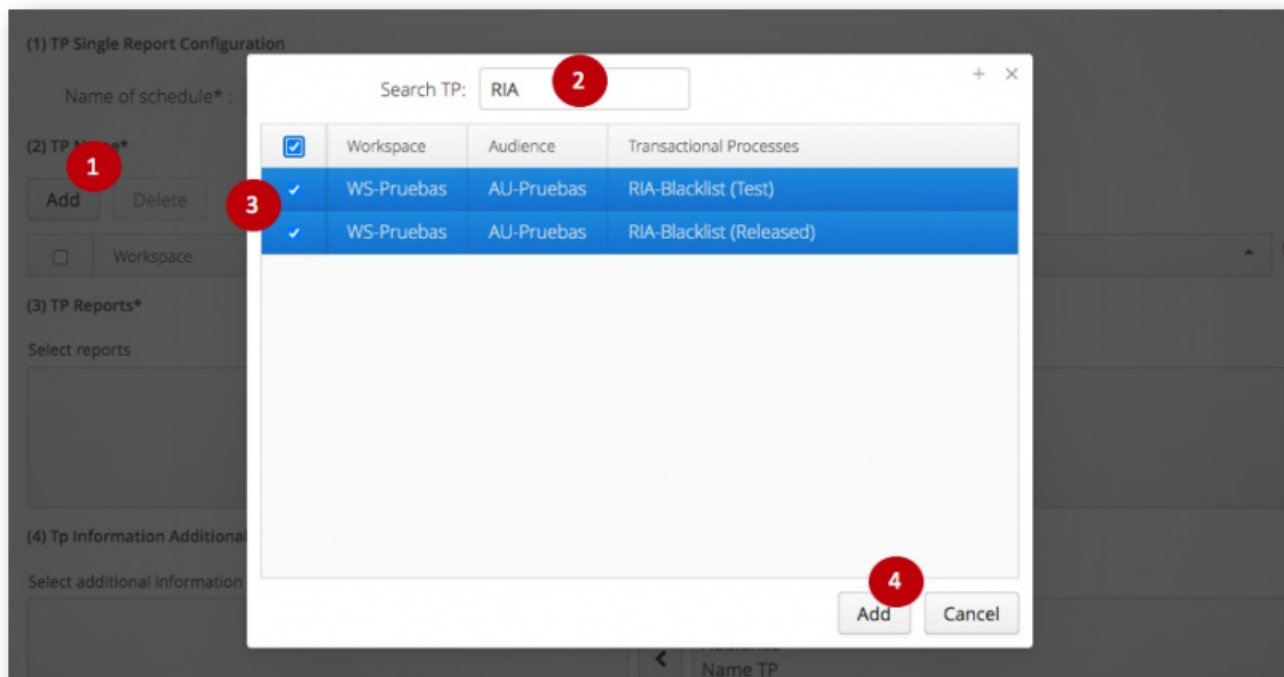 (1) TP Single Report Configuration
Search TP: RIA 2 + ×
Name of schedule* :
(2) TP N me*
1
Workspace Audience Transactional Processes
Add Delete
3
WS-Pruebas AU-Pruebas RIA-Blacklist (Test)
WS-Pruebas AU-Pruebas RIA-Blacklist (Released)
Workspace
(3) TP Reports*
Select reports
(4) Tp Information Additional
Select additional information
4
Add Cancel
Name TP